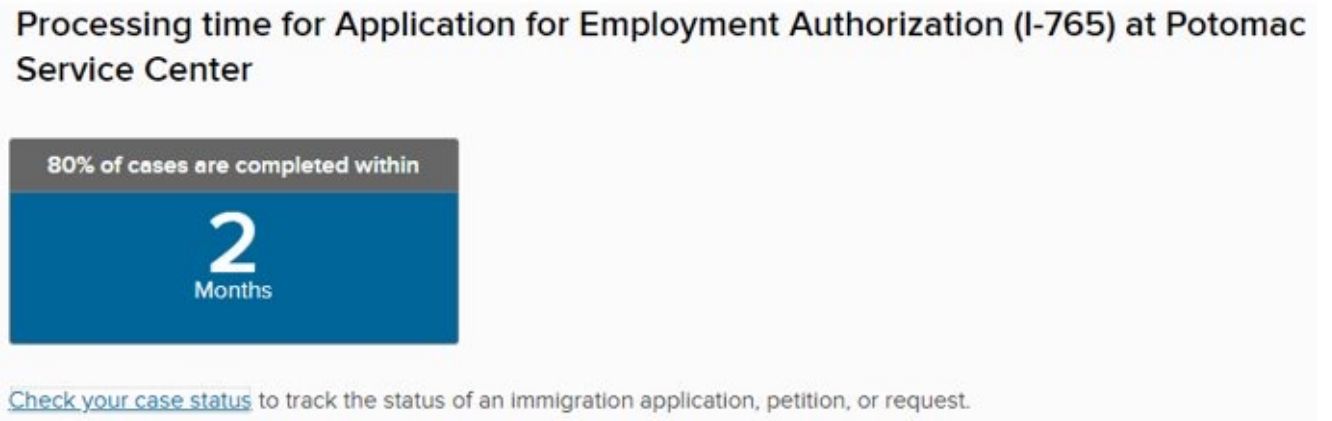 Processing time for Application for Employment Authorization (I-765) at Potomac
Service Center
80% of cases are completed within
2
Months
Check your case status to track the status of an immigration application, petition, or request.